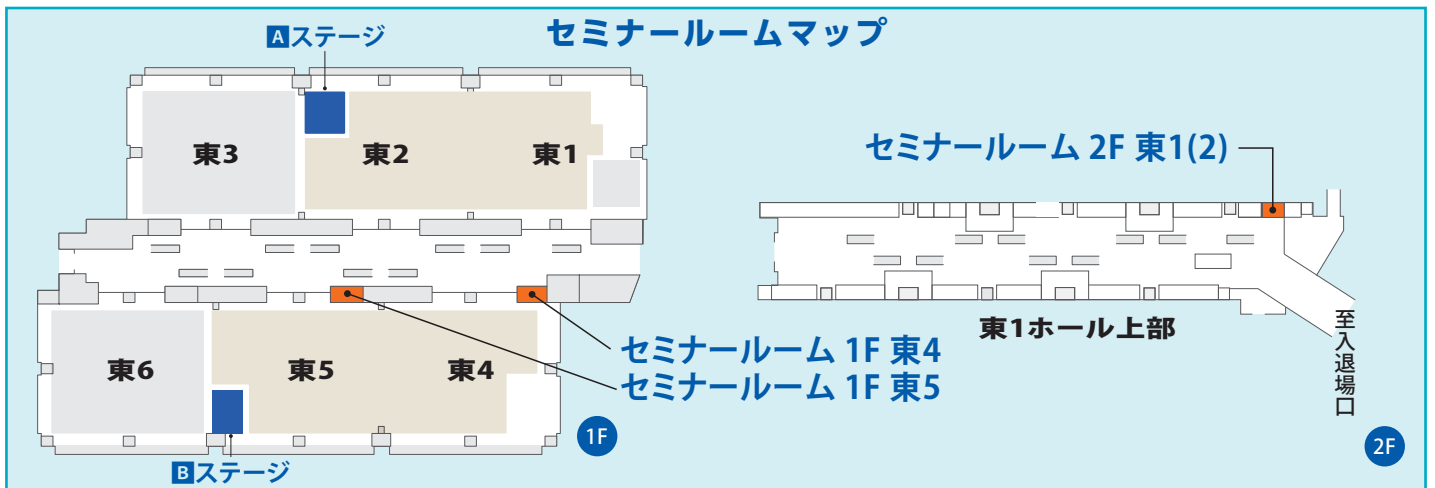 セミナールームマップ
Aステージ
東3
東2
東1
東6
東5
東4
セミナールーム 1F 東4
セミナールーム 1F 東5
Bステージ
1F
セミナールーム 2F 東1(2)
東1ホール上部
至入退場口
2F